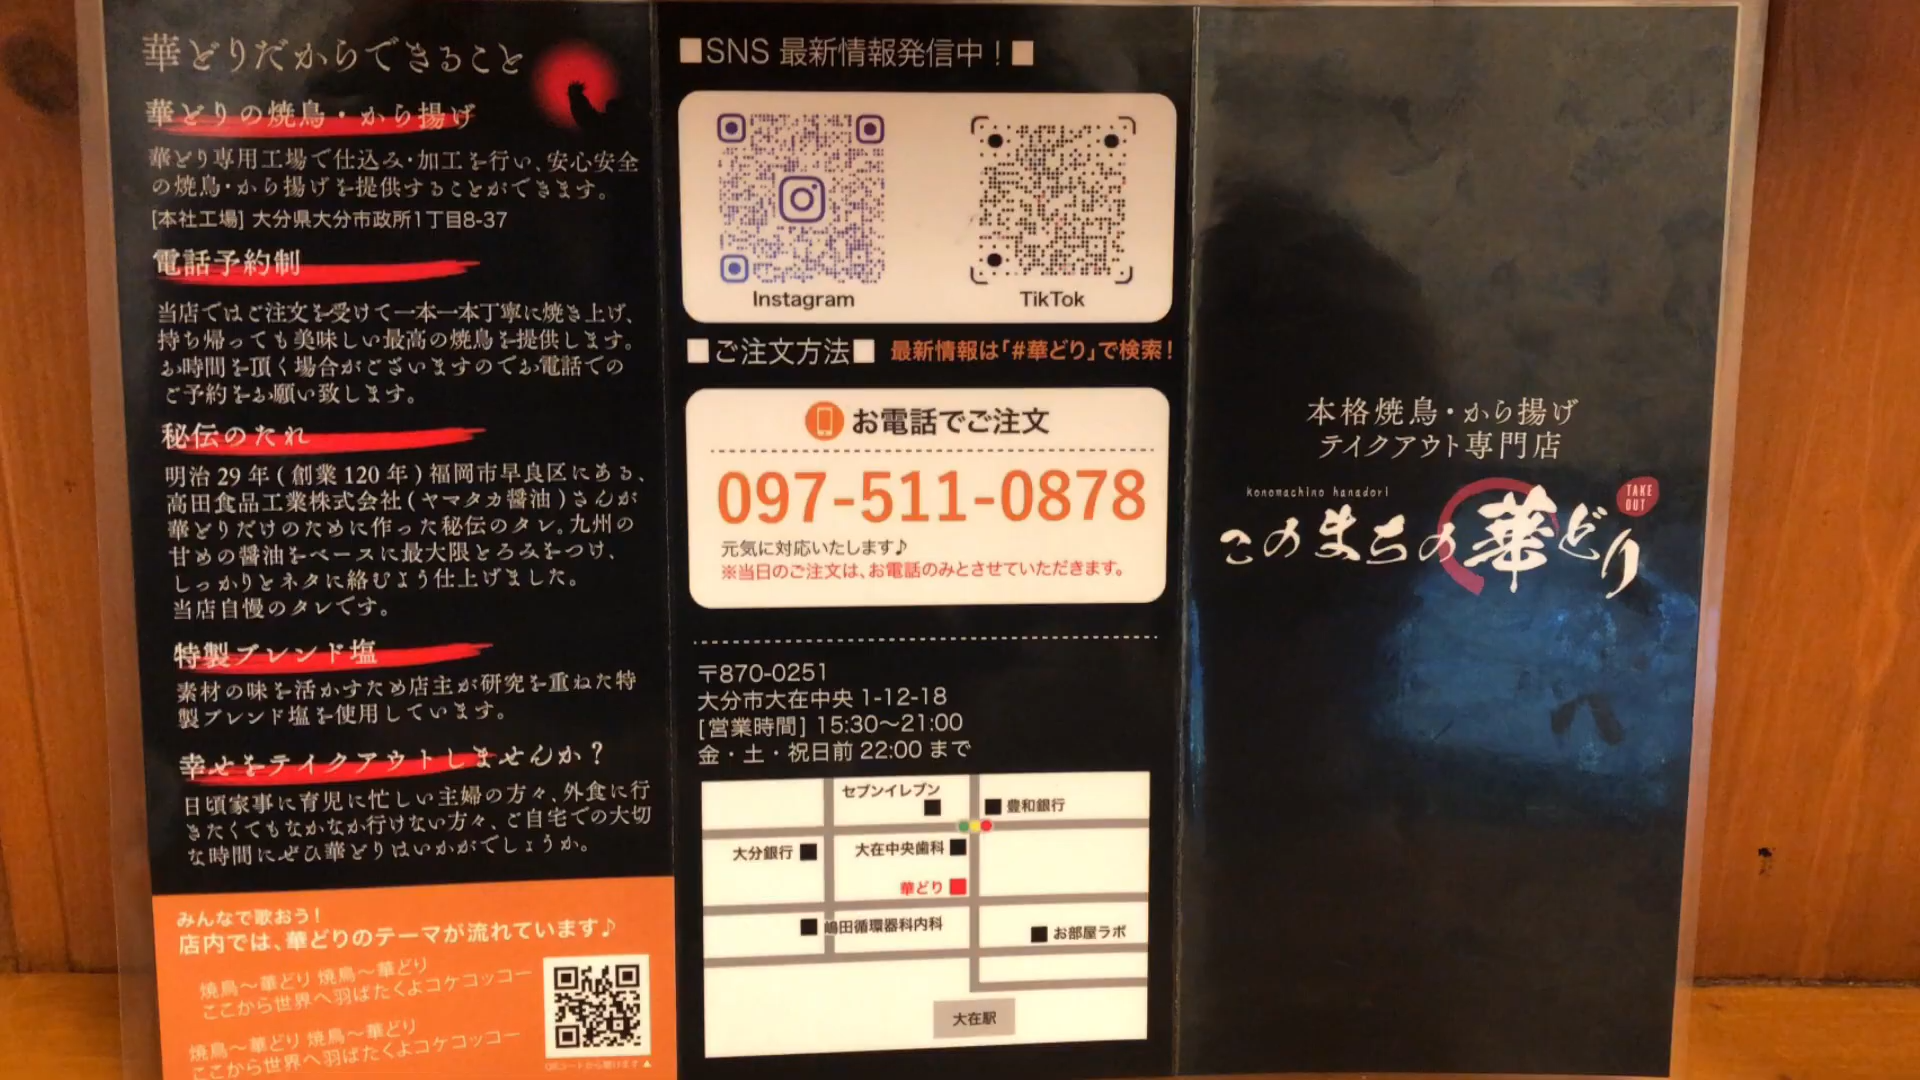 華どりだからできること
華どりの焼鳥・から揚げ
華どり専用工場で仕込み・加工を行い、安心安全
の焼鳥・から揚げを提供することができます。
[本社工場] 大分県大分市政所1丁目8-37
電話予約制
当店ではご注文を受けて一本一本丁寧に焼き上げ、
持ち帰っても美味しい最高の焼鳥を提供します。
お時間を頂く場合がございますのでお電話での
ご予約をお願い致します。
秘伝のたれ
明治29年(創業120年)福岡市早良区にある、
高田食品工業株式会社(ヤマタカ醤油)さんが
華どりだけのために作った秘伝のタレ。九州の
甘めの醤油をベースに最大限とろみをつけ、
しっかりとネタに絡むよう仕上げました。
当店自慢のタレです。
特製ブレンド塩
素材の味を活かすため店主が研究を重ねた特
製ブレンド塩を使用しています。
幸せをテイクアウトしませんか？
日頃家事に育児に忙しい主婦の方々、外食に行
きたくてもなかなか行けない方々、ご自宅での大切
な時間にぜひ華どりはいかがでしょうか。
みんなで歌おう！
店内では、華どりのテーマが流れています♪
焼鳥～華どり 焼鳥～華どり
ここから世界へ羽ばたくよコケコッコー
焼鳥～華どり 焼鳥～華どり
ここから世界へ羽ばたくよコケコッコー
QRコードから聴けます▲
■SNS 最新情報発信中！■
Instagram
TikTok
■ご注文方法■ 最新情報は「#華どり」で検索！
お電話でご注文
097-511-0878
元気に対応いたします♪
※当日のご注文は、お電話のみとさせていただきます。
〒870-0251
大分市大在中央 1-12-18
[営業時間] 15:30～21:00
金・土・祝日前 22:00 まで
セブンイレブン
豊和銀行
大分銀行
大在中央歯科
華どり
嶋田循環器科内科
お部屋ラボ
大在駅
本格焼鳥・から揚げ
テイクアウト専門店
konomachino hanadori
TAKE
OUT
このまちの華どり